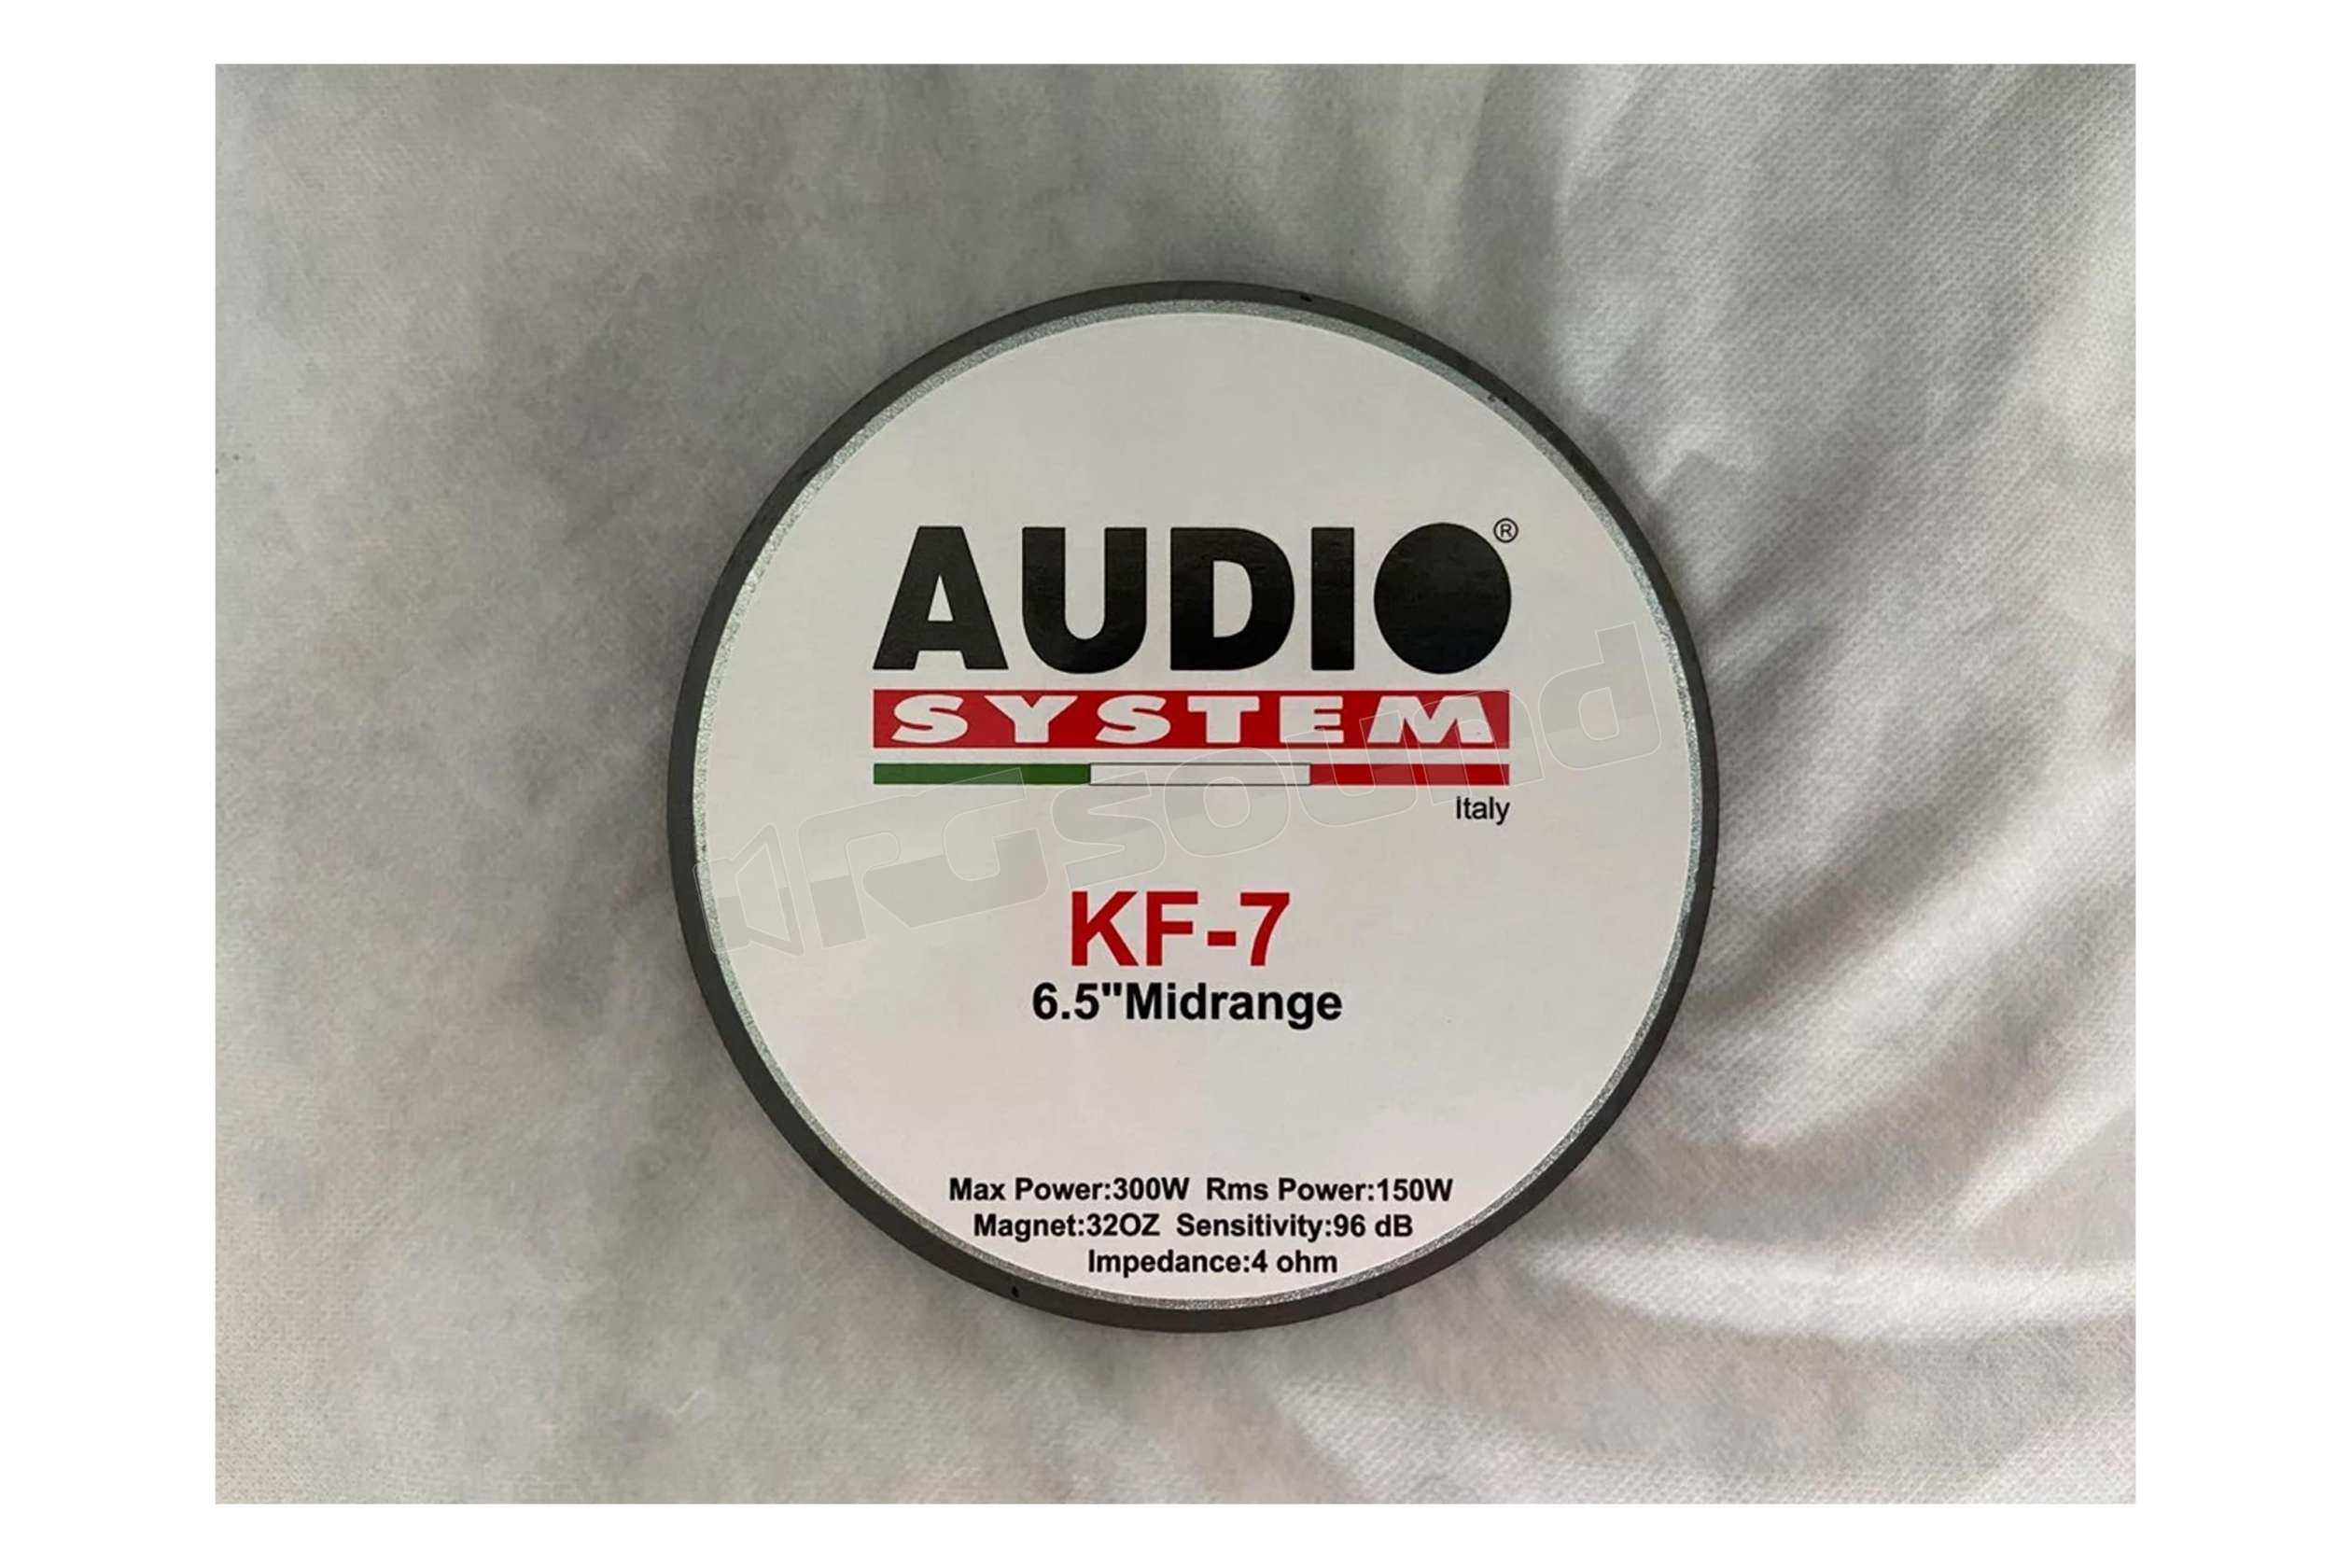 AUDIO®
SYSTEM
Italy
RGsound
KF-7
6.5"Midrange
Max Power:300W Rms Power:150W
Magnet:32OZ Sensitivity:96 dB
Impedance:4 ohm